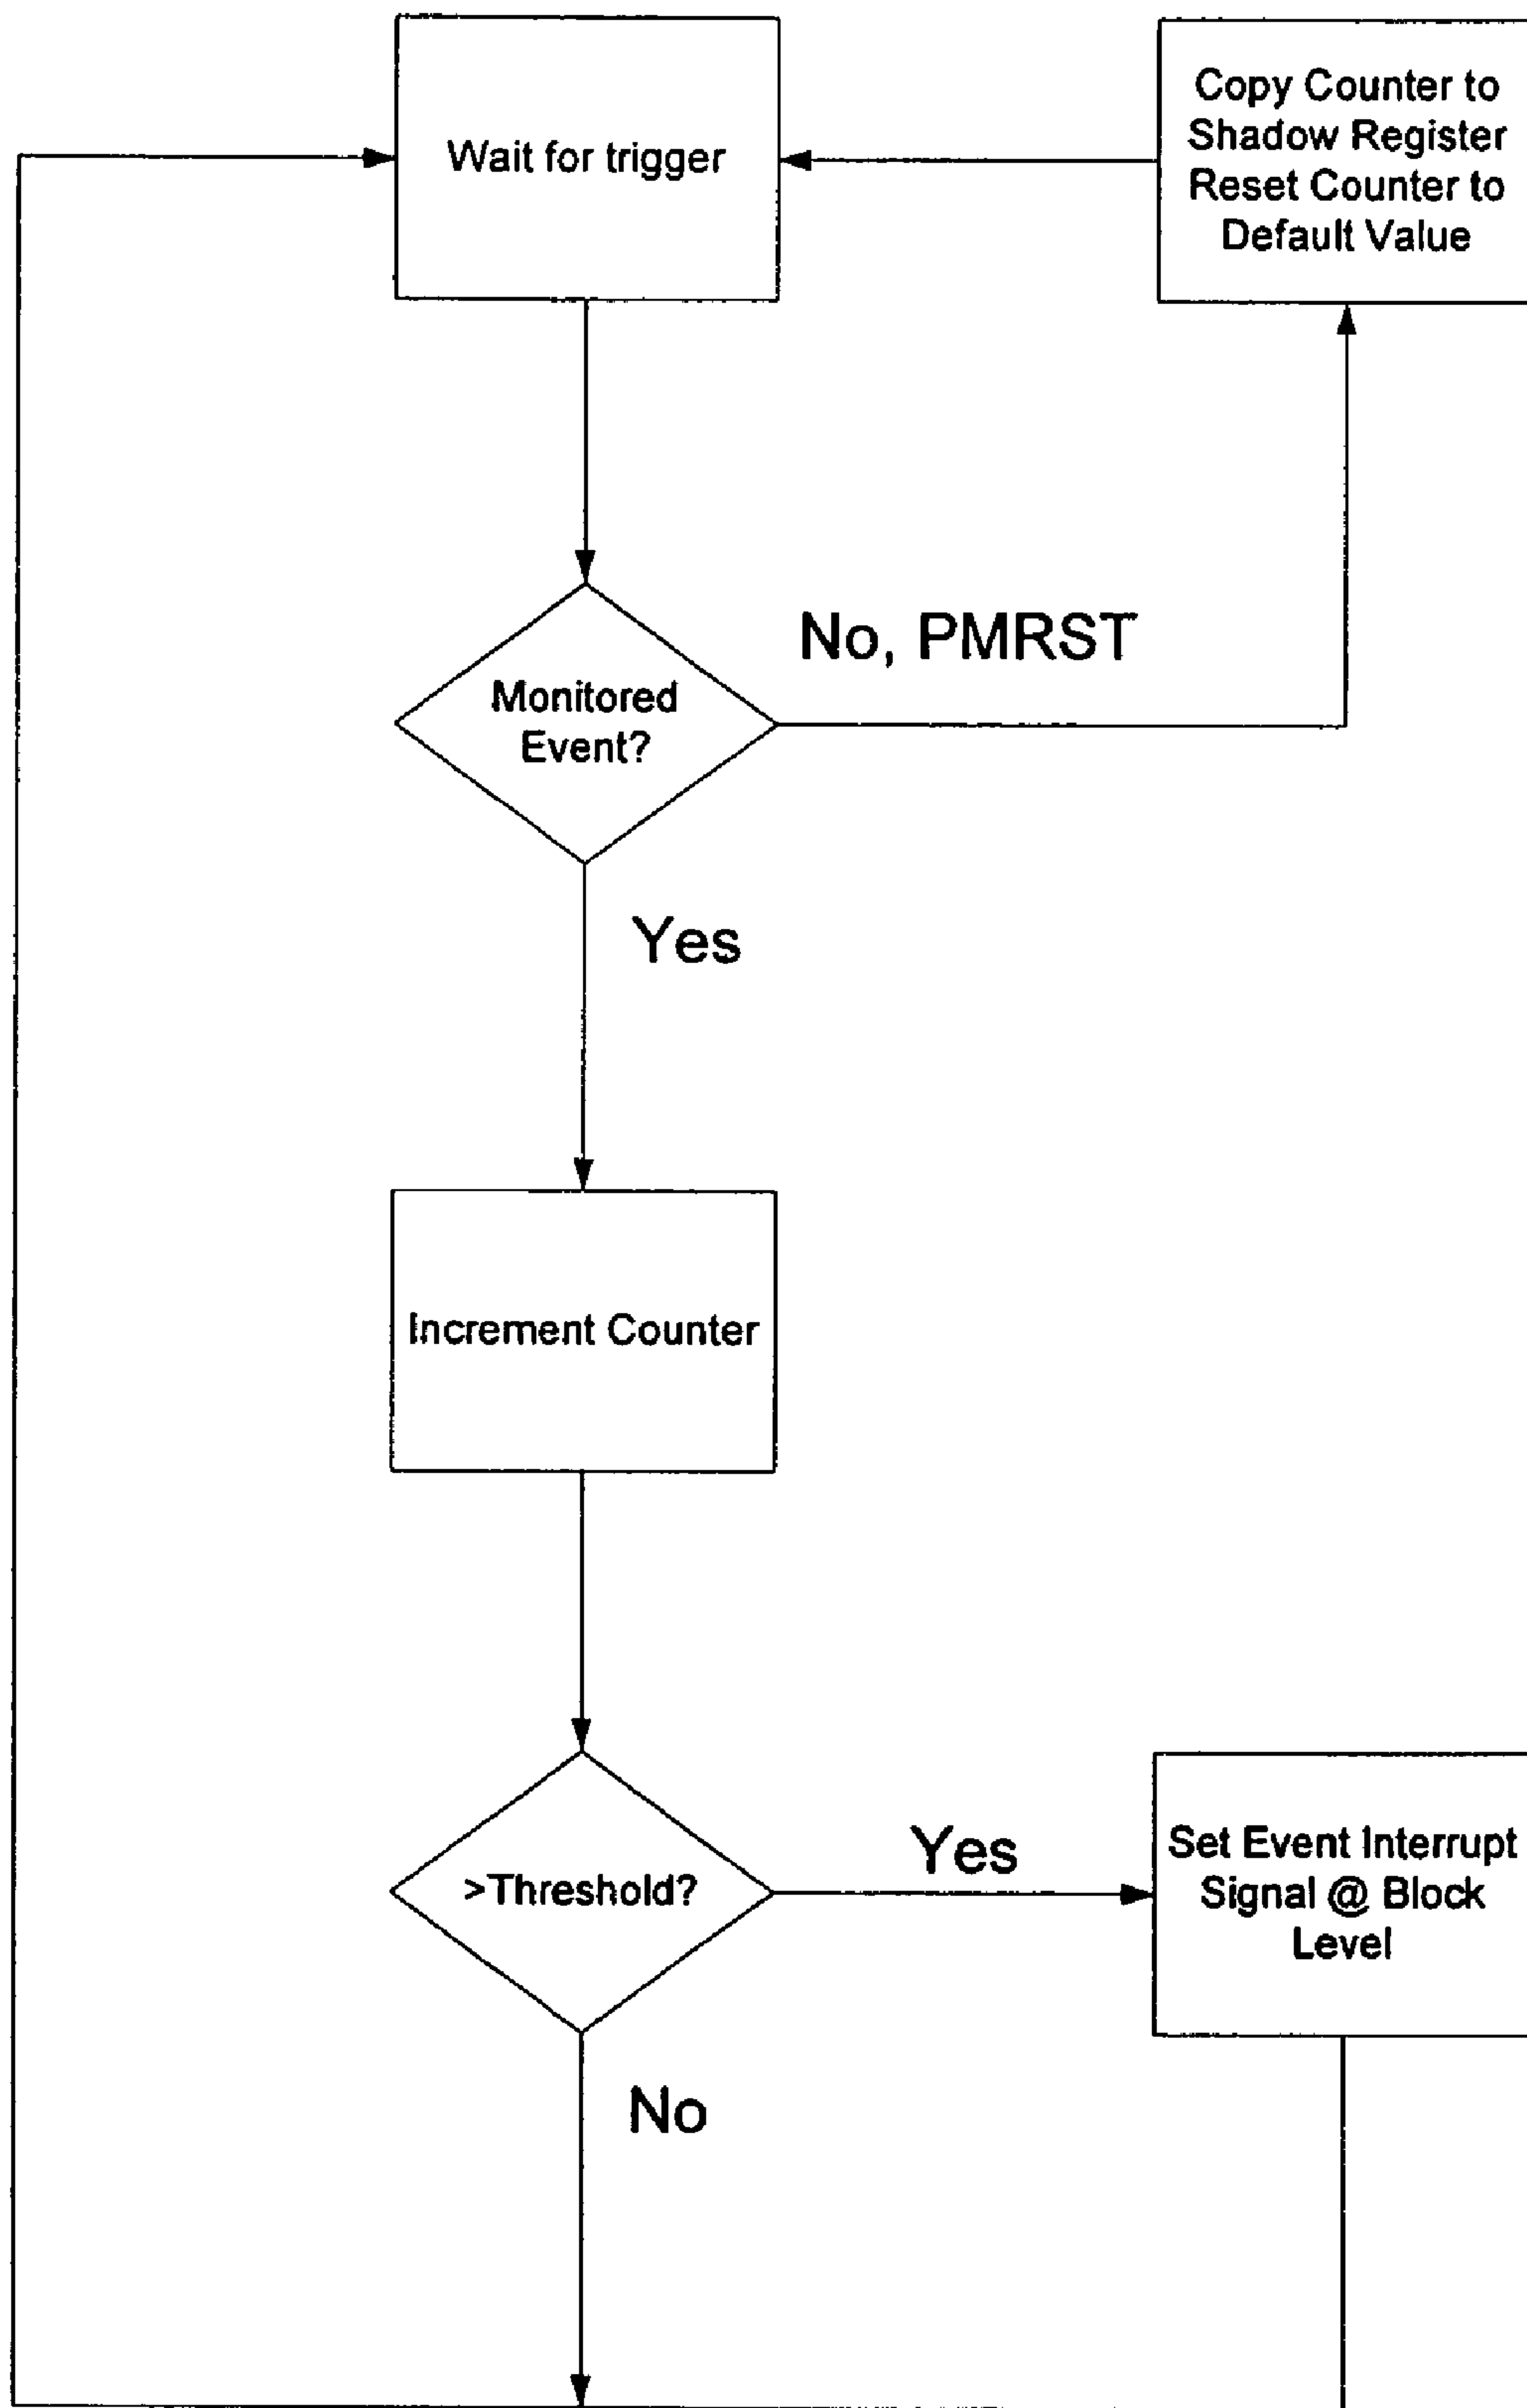 Wait for trigger
Copy Counter to
Shadow Register
Reset Counter to
Default Value
No, PMRST
Monitored
Event?
Yes
Increment Counter
>Threshold?
Yes
Set Event Interrupt
Signal @ Block
Level
No